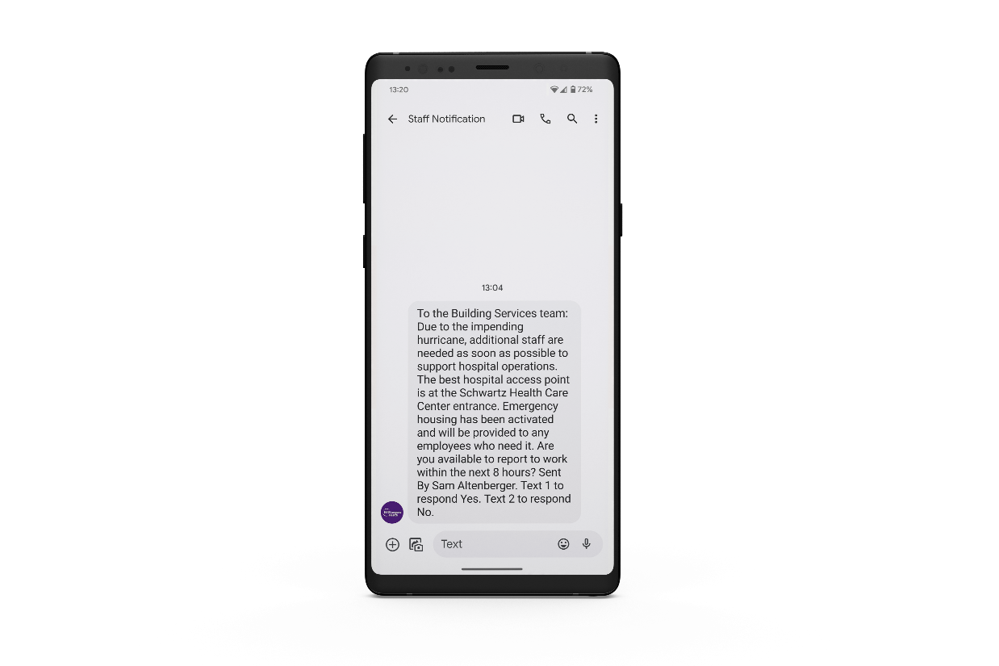 13:20
72%
Staff Notification
13:04
To the Building Services team:
Due to the impending
hurricane, additional staff are
needed as soon as possible to
support hospital operations.
The best hospital access point
is at the Schwartz Health Care
Center entrance. Emergency
housing has been activated
and will be provided to any
employees who need it. Are
you available to report to work
within the next 8 hours? Sent
By Sam Altenberger. Text 1 to
respond Yes. Text 2 to respond
No.
Text